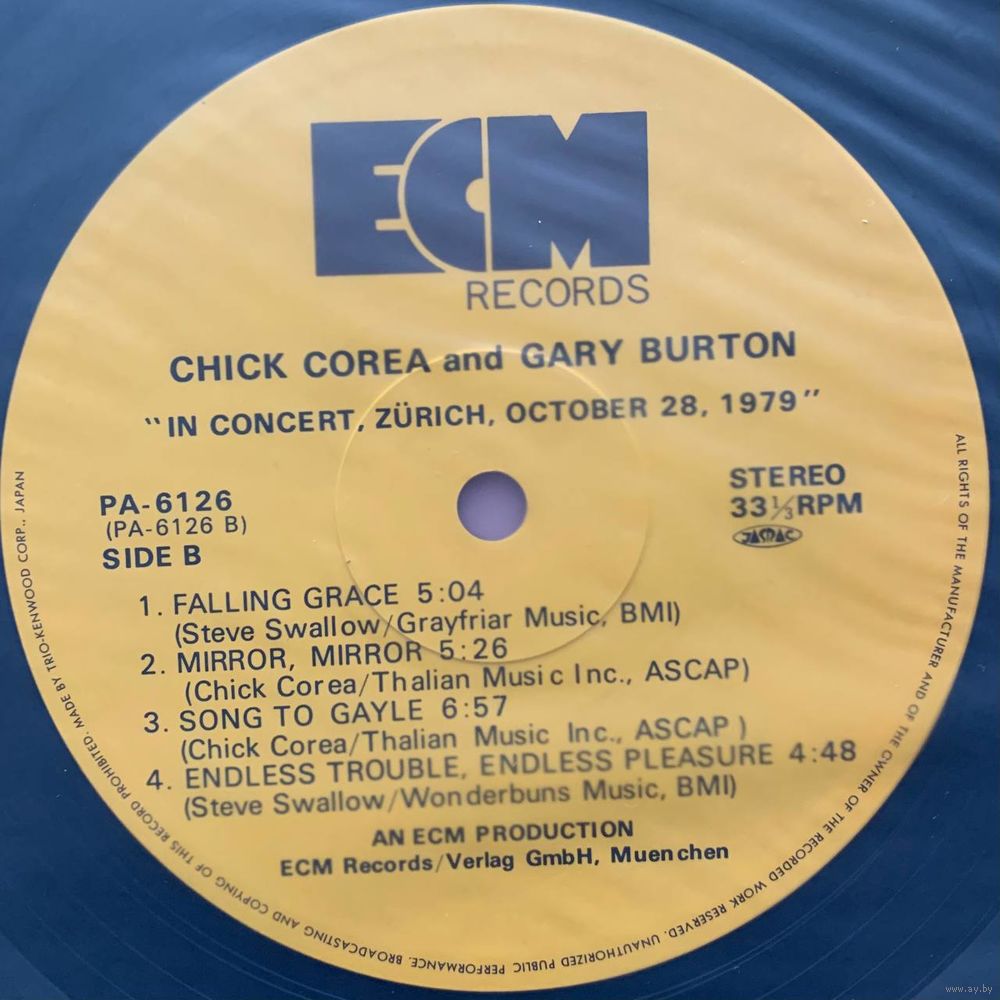 ECM
RECORDS
CHICK COREA and GARY BURTON
"IN CONCERT, ZÜRICH, OCTOBER 28, 1979"
PA-6126
(PA-6126 B)
SIDE B
STEREO
33 1/3 RPM
JASRAC
1. FALLING GRACE 5:04
(Steve Swallow/Grayfriar Music, BMI)
2. MIRROR, MIRROR 5:26
(Chick Corea/Thalian Music Inc., ASCAP)
3. SONG TO GAYLE 6:57
(Chick Corea/Thalian Music Inc., ASCAP)
4. ENDLESS TROUBLE, ENDLESS PLEASURE 4:48
(Steve Swallow/Wonderbuns Music, BMI)
AN ECM PRODUCTION
ECM Records/Verlag GmbH, Muenchen
ALL RIGHTS OF THE MANUFACTURER AND OF THE OWNER OF THE RECORDED WORK RESERVED. UNAUTHORIZED PUBLIC PERFORMANCE. BROADCASTING AND COPYING OF THIS RECORD PROHIBITED. MADE BY TRIO-KENWOOD CORP., JAPAN
www.ay.by